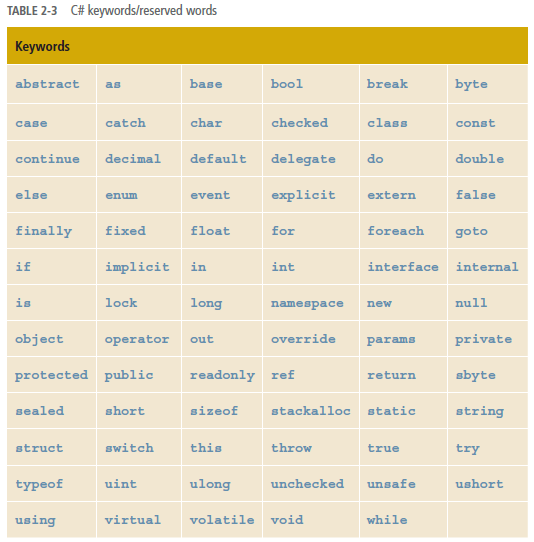 TABLE 2-3 C# keywords/reserved words
Keywords
abstract as base bool break byte
case catch char checked class const
continue decimal default delegate do double
else enum event explicit extern false
finally fixed float for foreach goto
if implicit in int interface internal
is lock long namespace new null
object operator out override params private
protected public readonly ref return sbyte
sealed short sizeof stackalloc static string
struct switch this throw true try
typeof uint ulong unchecked unsafe ushort
using virtual volatile void while